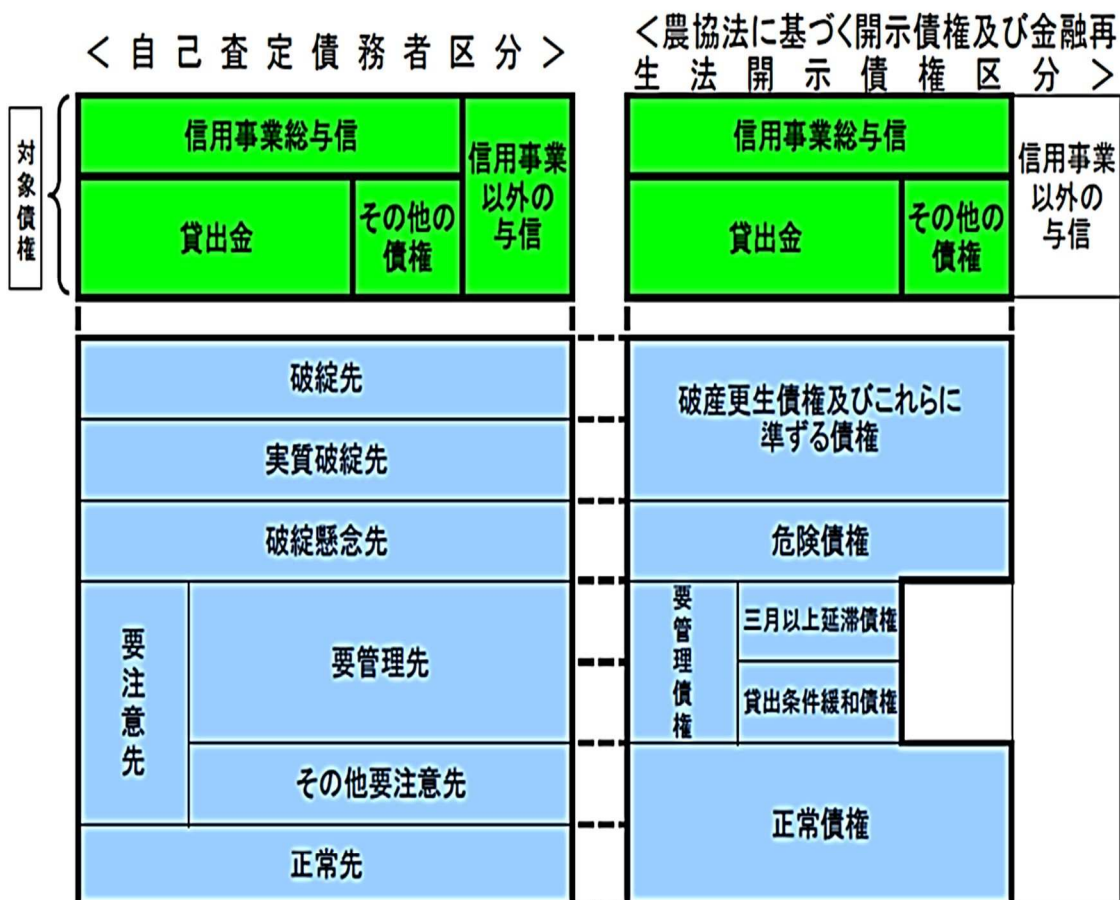 ＜自己査定債務者区分＞
＜農協法に基づく開示債権及び金融再
生法開示債権区分＞
対象債権
信用事業総与信
信用事業
以外の
与信
貸出金
その他の
債権
信用事業総与信
信用事業
以外の
与信
貸出金
その他の
債権
破綻先
実質破綻先
破綻懸念先
要注意先
要管理先
その他要注意先
正常先
破産更生債権及びこれらに
準ずる債権
危険債権
要管理債権
三月以上延滞債権
貸出条件緩和債権
正常債権